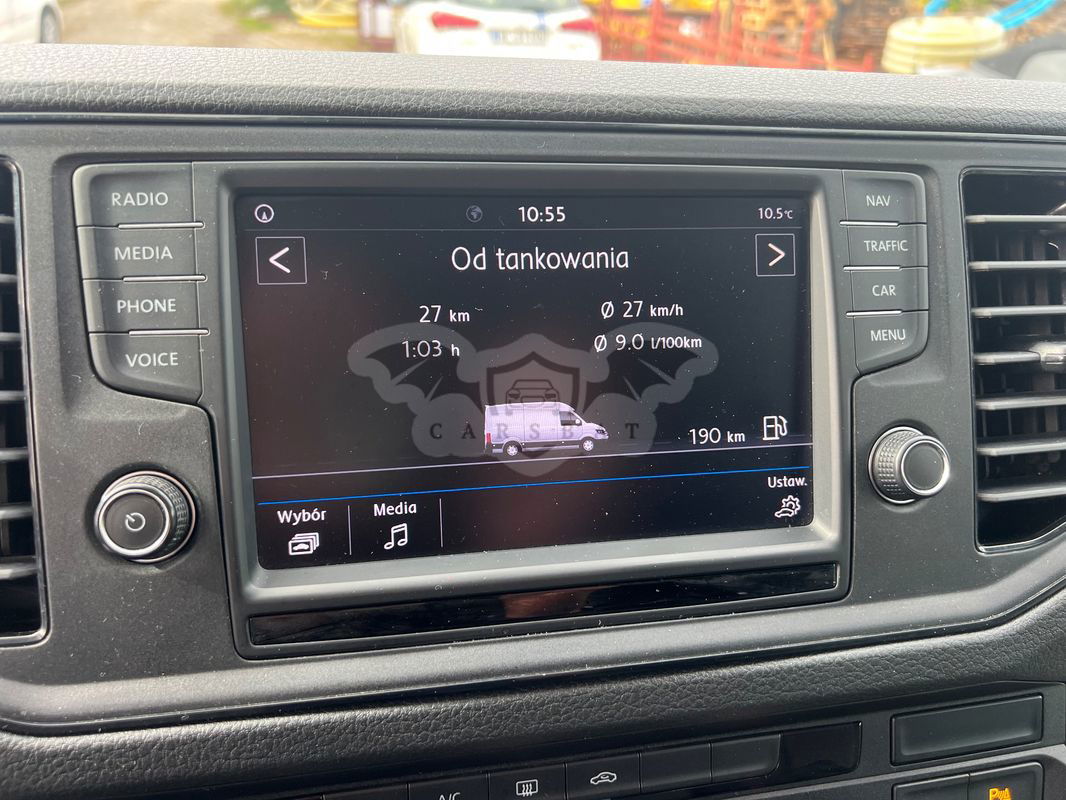 RADIO
MEDIA
PHONE
VOICE
10:55
10.5°C
Od tankowania
27 km
Ø 27 km/h
1:03 h
Ø 9.0 l/100km
CARSBAT
190 km
Wybór
Media
Ustaw.
NAV
TRAFFIC
CAR
MENU
A/C